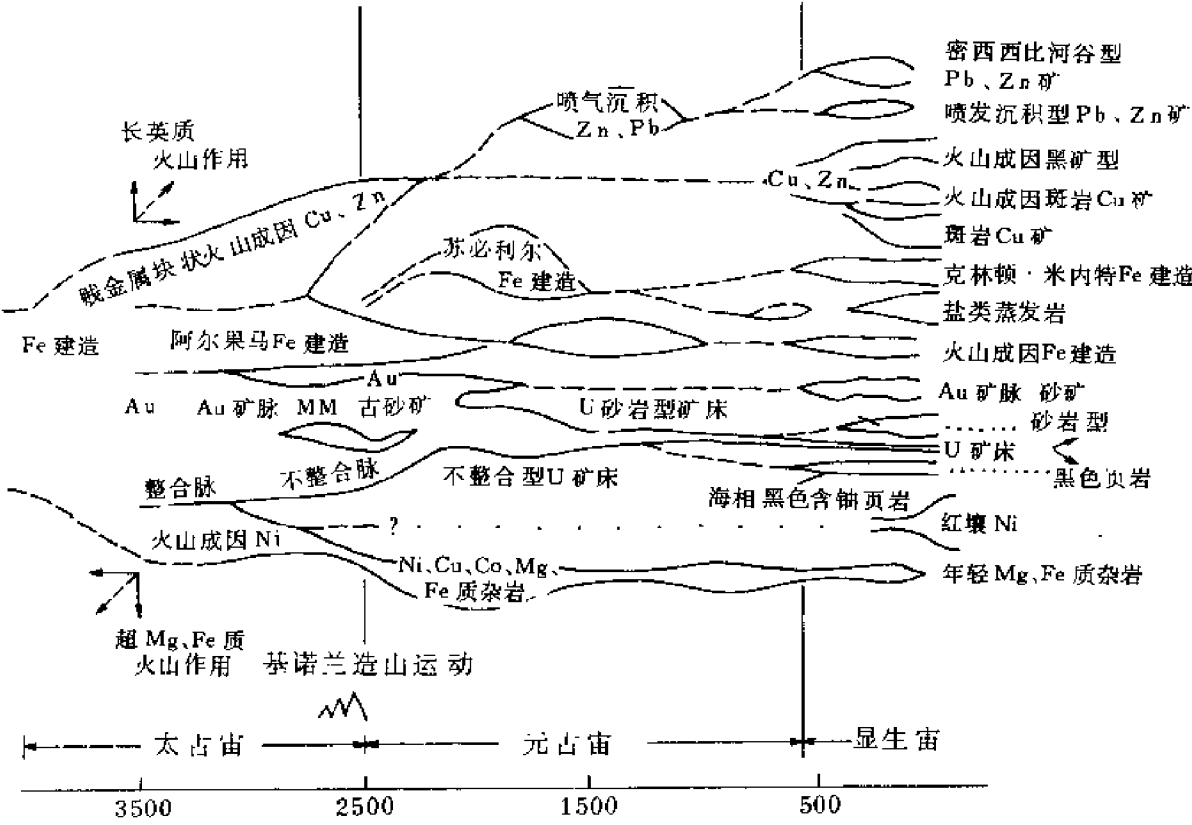 密西西比河谷型
Pb、Zn矿
喷气沉积
Zn、Pb
喷发沉积型Pb、Zn矿
长英质
火山作用
火山成因黑矿型
Cu、Zn
火山成因斑岩Cu矿
贱金属块状火山成因Cu、Zn
斑岩Cu矿
苏必利尔
Fe建造
克林顿·米内特Fe建造
盐类蒸发岩
Fe建造
阿尔果马Fe建造
火山成因Fe建造
Au
Au矿脉 砂矿
Au
Au矿脉 MM 古砂矿
U砂岩型矿床
砂岩型
U矿床
整合脉
不整合脉
不整合型U矿床
黑色页岩
海相黑色含铀页岩
火山成因Ni
?
红壤Ni
Ni、Cu、Co、Mg、
Fe质杂岩
年轻Mg、Fe质杂岩
超Mg、Fe质
火山作用
基诺兰造山运动
太古宙
元古宙
显生宙
3500
2500
1500
500